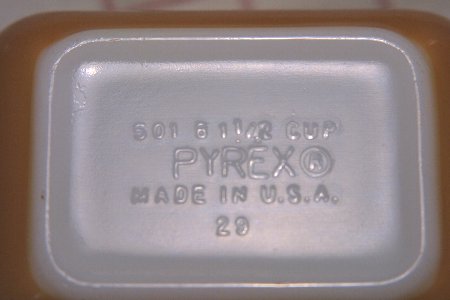 501 B 1 1/2 CUP
PYREX®
MADE IN U.S.A.
29